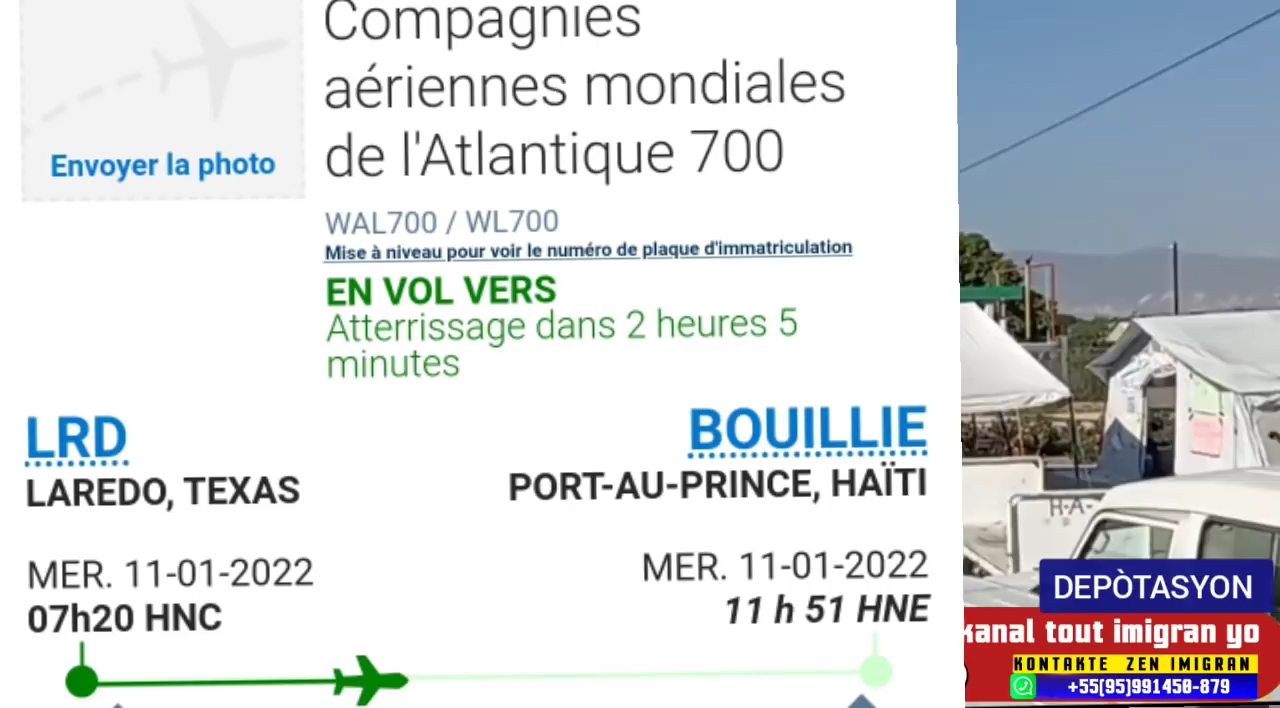 Compagnies
aériennes mondiales
de l'Atlantique 700
Envoyer la photo
WAL700 / WL700
Mise à niveau pour voir le numéro de plaque d'immatriculation
EN VOL VERS
Atterrissage dans 2 heures 5
minutes
LRD
BOUILLIE
LAREDO, TEXAS
PORT-AU-PRINCE, HAÏTI
MER. 11-01-2022
MER. 11-01-2022
07h20 HNC
11 h 51 HNE
H-A-
DEPÒTASYON
kanal tout imigran yo
KONTAKTE ZEN IMIGRAN
+55(95)991450-879